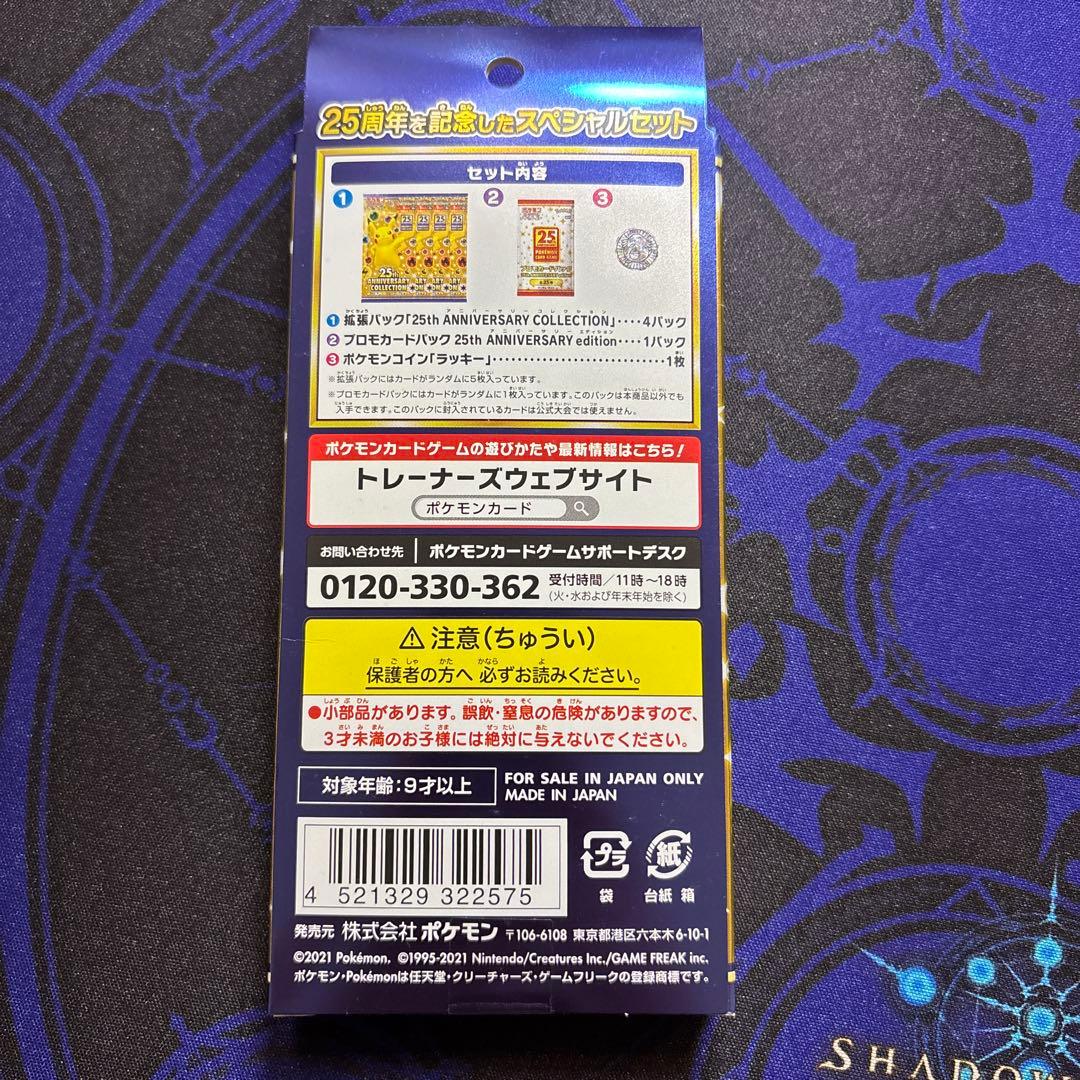 25周年を記念したスペシャルセット
セット内容
1 2 3
25th
ANNIVERSARY
COLLECTION
25
POKÉMON
CARD GAME
プロモカードパック
1 拡張パック「25th ANNIVERSARY COLLECTION」････4パック
2 プロモカードパック 25th ANNIVERSARY edition････1パック
3 ポケモンコイン「ラッキー」････････････････････････････1枚
※拡張パックにはカードがランダムに5枚入っています。
※プロモカードパックにはカードがランダムに1枚入っています。このパックは本商品以外でも
入手できます。このパックに封入されているカードは公式大会では使えません。
ポケモンカードゲームの遊びかたや最新情報はこちら!
トレーナーズウェブサイト
ポケモンカード
お問い合わせ先 | ポケモンカードゲームサポートデスク
0120-330-362 受付時間/11時～18時
(火・水および年末年始を除く)
⚠注意(ちゅうい)
保護者の方へ 必ずお読みください。
●小部品があります。誤飲・窒息の危険がありますので、
3才未満のお子様には絶対に与えないでください。
対象年齢:9才以上
FOR SALE IN JAPAN ONLY
MADE IN JAPAN
4 521329 322575
プラ 紙
袋 台紙 箱
発売元 株式会社ポケモン 〒106-6108 東京都港区六本木6-10-1
©2021 Pokémon. ©1995-2021 Nintendo/Creatures Inc./GAME FREAK inc.
ポケモン・Pokémonは任天堂・クリーチャーズ・ゲームフリークの登録商標です。
SHADOW